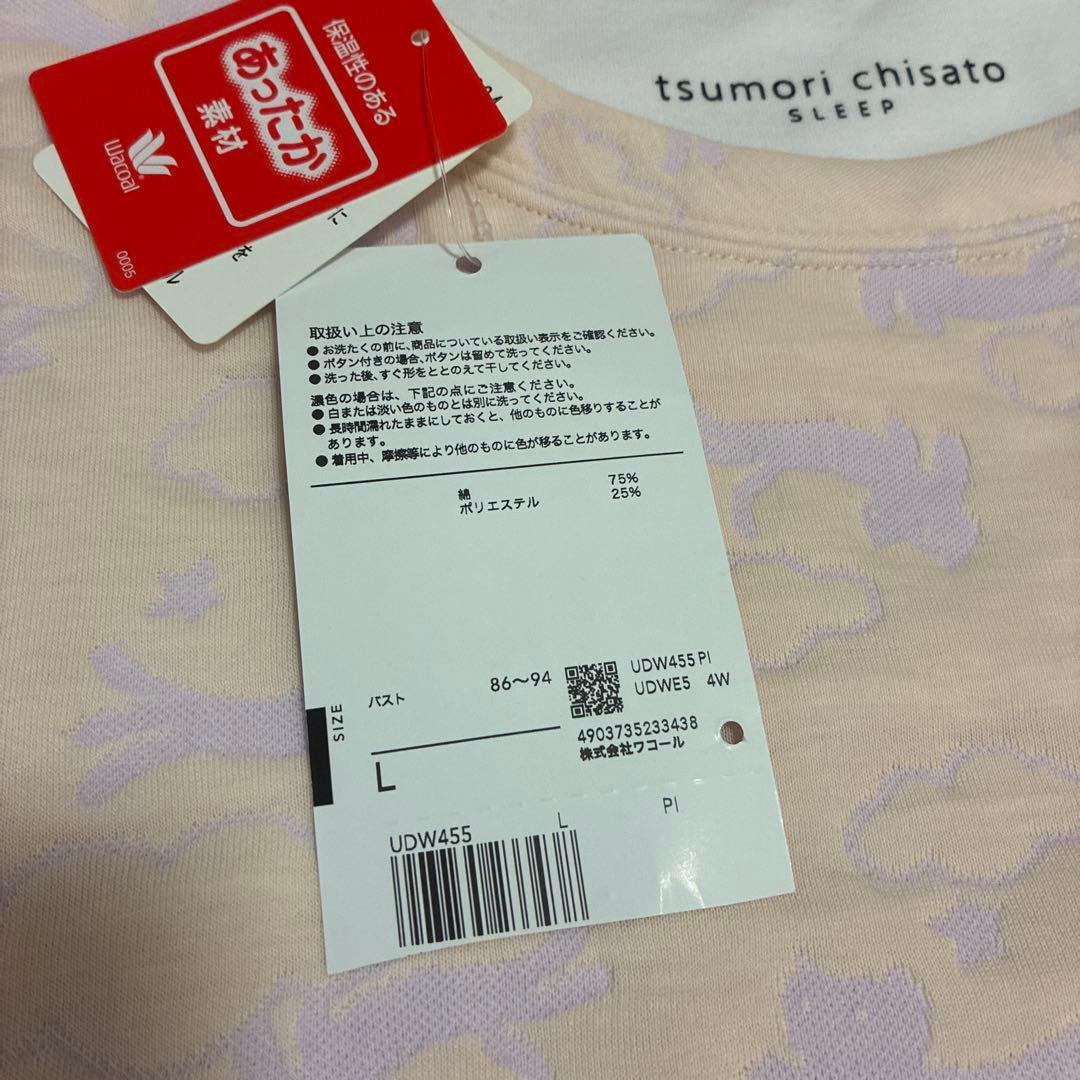 保温性のある
あったか
素材
wacoal
0005
に
を
ル
tsumori chisato
SLEEP
取扱い上の注意
●お洗たくの前に、商品についている取扱い表示をご確認ください。
●ボタン付きの場合、ボタンは留めて洗ってください。
●洗った後、すぐ形をととのえて干してください。
濃色の場合は、下記の点にご注意ください。
●白または淡い色のものとは別に洗ってください。
●長時間濡れたままにしておくと、他のものに色移りすることが
あります。
●着用中、摩擦等により他のものに色が移ることがあります。
綿 75%
ポリエステル 25%
SIZE
バスト 86〜94
L
UDW455 PI
UDWE5 4W
4903735233438
株式会社ワコール
UDW455 L
PI